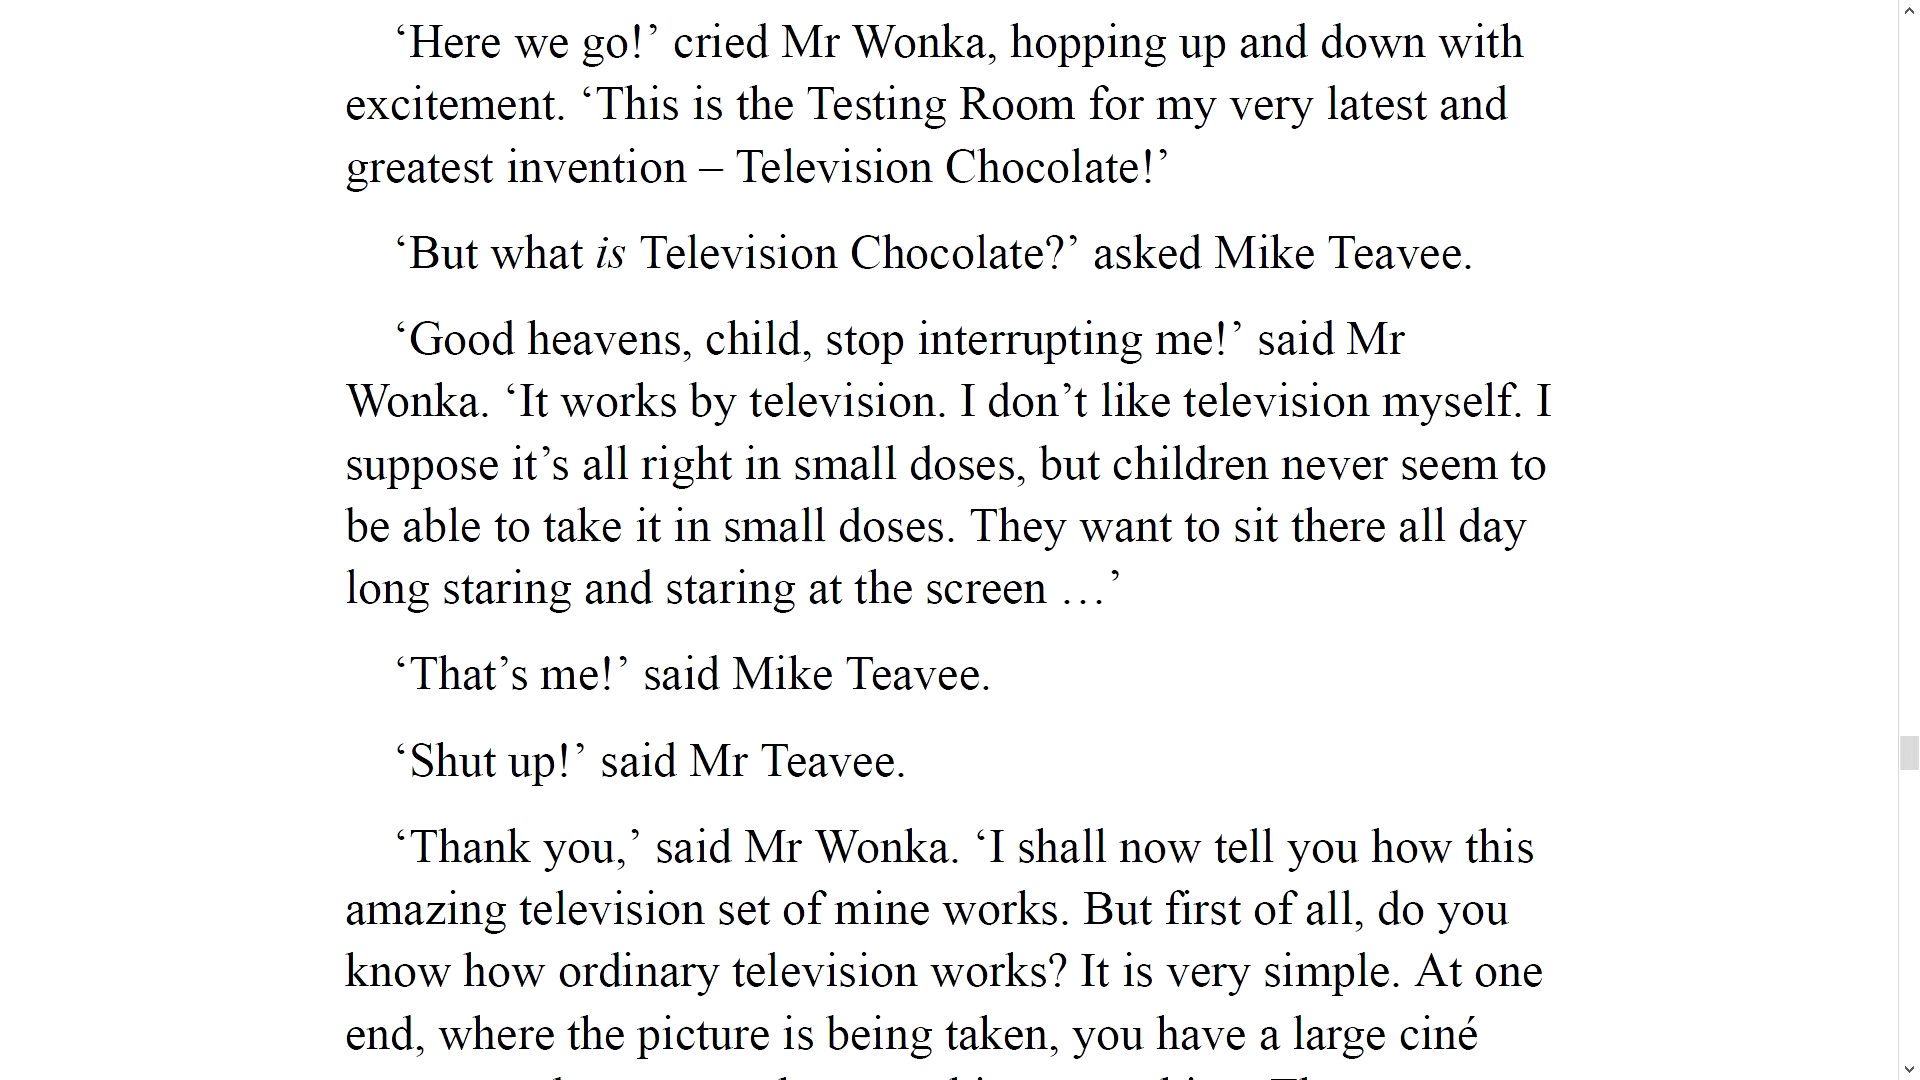 ‘Here we go!’ cried Mr Wonka, hopping up and down with
excitement. ‘This is the Testing Room for my very latest and
greatest invention – Television Chocolate!’
‘But what is Television Chocolate?’ asked Mike Teavee.
‘Good heavens, child, stop interrupting me!’ said Mr
Wonka. ‘It works by television. I don’t like television myself. I
suppose it’s all right in small doses, but children never seem to
be able to take it in small doses. They want to sit there all day
long staring and staring at the screen …’
‘That’s me!’ said Mike Teavee.
‘Shut up!’ said Mr Teavee.
‘Thank you,’ said Mr Wonka. ‘I shall now tell you how this
amazing television set of mine works. But first of all, do you
know how ordinary television works? It is very simple. At one
end, where the picture is being taken, you have a large ciné